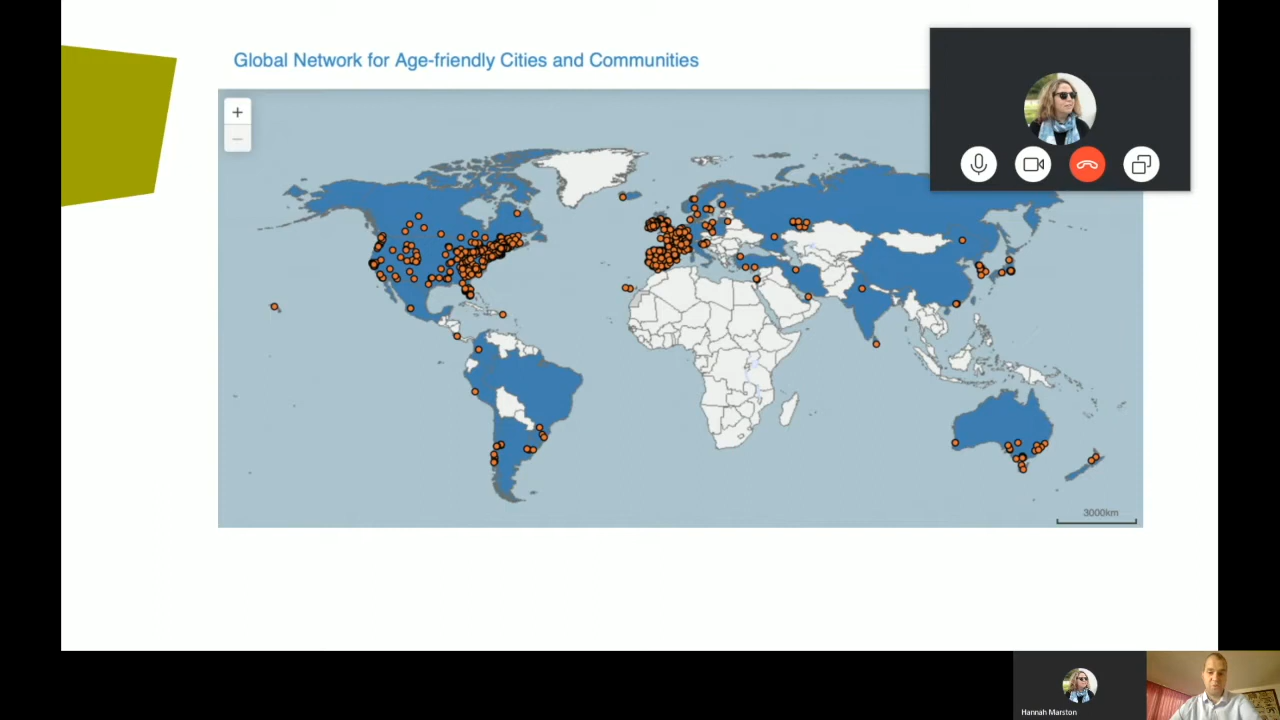 Global Network for Age-friendly Cities and Communities
+
−
3000km
Hannah Marston